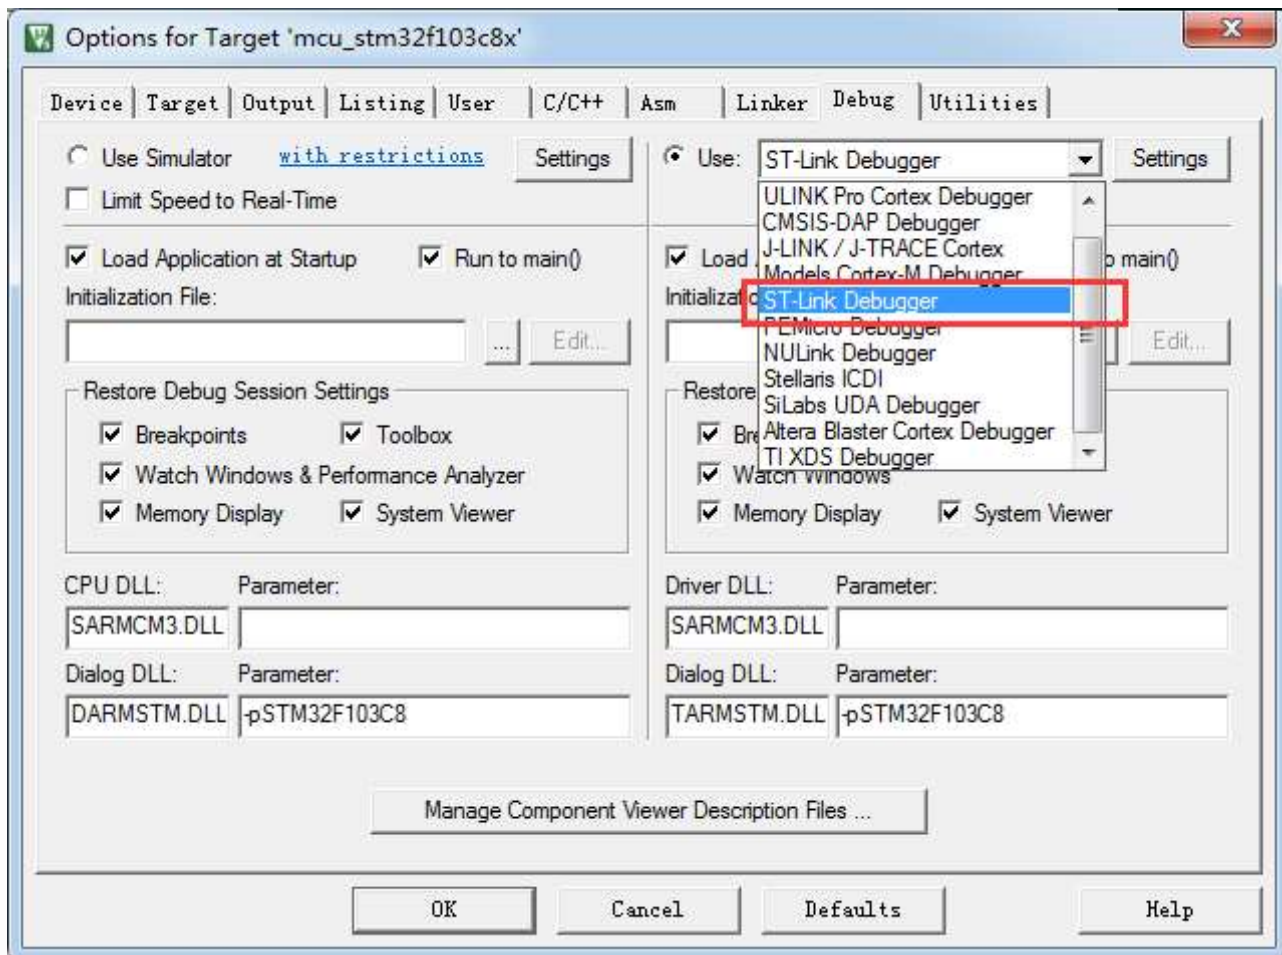 Options for Target 'mcu_stm32f103c8x'
Device Target Output Listing User C/C++ Asm Linker Debug Utilities
Use Simulator with restrictions Settings Use: ST-Link Debugger Settings
Limit Speed to Real-Time
ULINK Pro Cortex Debugger
CMSIS-DAP Debugger
J-LINK / J-TRACE Cortex
Models Cortex-M Debugger
ST-Link Debugger
PEMicro Debugger
NULink Debugger
Stellaris ICDI
SiLabs UDA Debugger
Altera Blaster Cortex Debugger
TI XDS Debugger
Load Application at Startup Run to main() Load o main()
Initialization File: Initializatio
... Edit... Edit...
Restore Debug Session Settings Restore
Breakpoints Toolbox Bre
Watch Windows & Performance Analyzer Watch Windows
Memory Display System Viewer Memory Display System Viewer
CPU DLL: Parameter: Driver DLL: Parameter:
SARMCM3.DLL SARMCM3.DLL
Dialog DLL: Parameter: Dialog DLL: Parameter:
DARMSTM.DLL -pSTM32F103C8 TARMSTM.DLL -pSTM32F103C8
Manage Component Viewer Description Files ...
OK Cancel Defaults Help